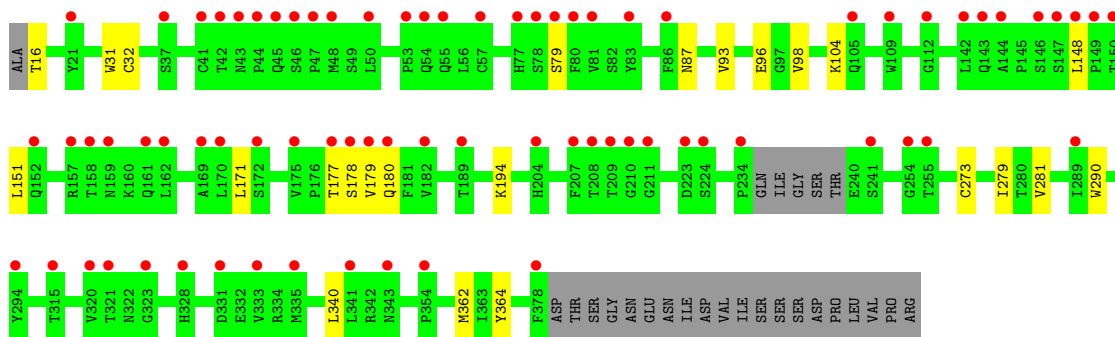 ALA T16 Y21 W31 C32 S37 C41 T42 N43 P44 Q45 S46 P47 M48 S49 L50 P53 Q54 Q55 L56 C57 H77 S78 S79 F80 V81 S82 Y83 F86 N87 V93 E96 G97 V98 K104 Q105 W109 G112 L142 Q143 A144 P145 S146 S147 L148 P149 T150
L151 Q152 R157 T158 N159 K160 Q161 L162 A169 L170 L171 S172 V175 P176 T177 S178 V179 Q180 F181 V182 T189 K194 H204 F207 T208 T209 G210 G211 D223 S224 P234 GLN ILE GLY SER THR E240 S241 G254 T255 C273 I279 T280 V281 I289 W290
Y294 T315 V320 T321 N322 G323 H328 D331 E332 V333 R334 M335 L340 L341 R342 N343 P354 M362 I363 Y364 F378 ASP THR SER GLY ASN GLU ASN ILE ASP VAL ILE SER SER SER ASP PRO LEU VAL PRO ARG